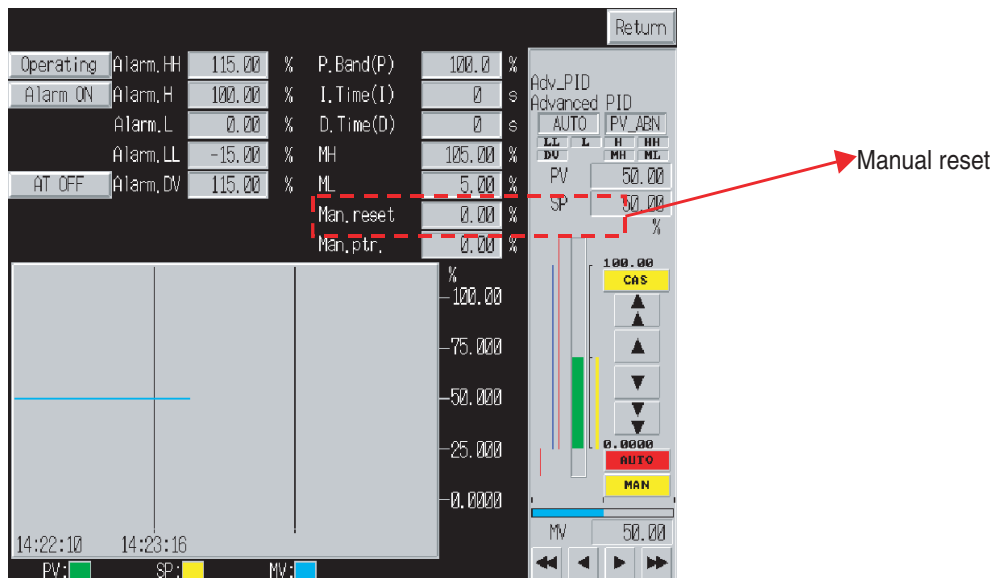 Return
Operating Alarm.HH 115.00 % P.Band(P) 100.0 %
Alarm ON Alarm.H 100.00 % I.Time(I) 0 s
Alarm.L 0.00 % D.Time(D) 0 s
Alarm.LL -15.00 % MH 105.00 %
AT OFF Alarm.DV 115.00 % ML 5.00 %
Man.reset 0.00 %
Man.ptr. 0.00 %
Adv_PID
Advanced PID
AUTO PV_ABN
LL L H HH
DV MH ML
PV 50.00
SP 50.00
%
Manual reset
100.00
CAS
0.0000
AUTO
MAN
MV 50.00
%
100.00
75.000
50.000
25.000
0.0000
14:22:10 14:23:16
PV: SP: MV: